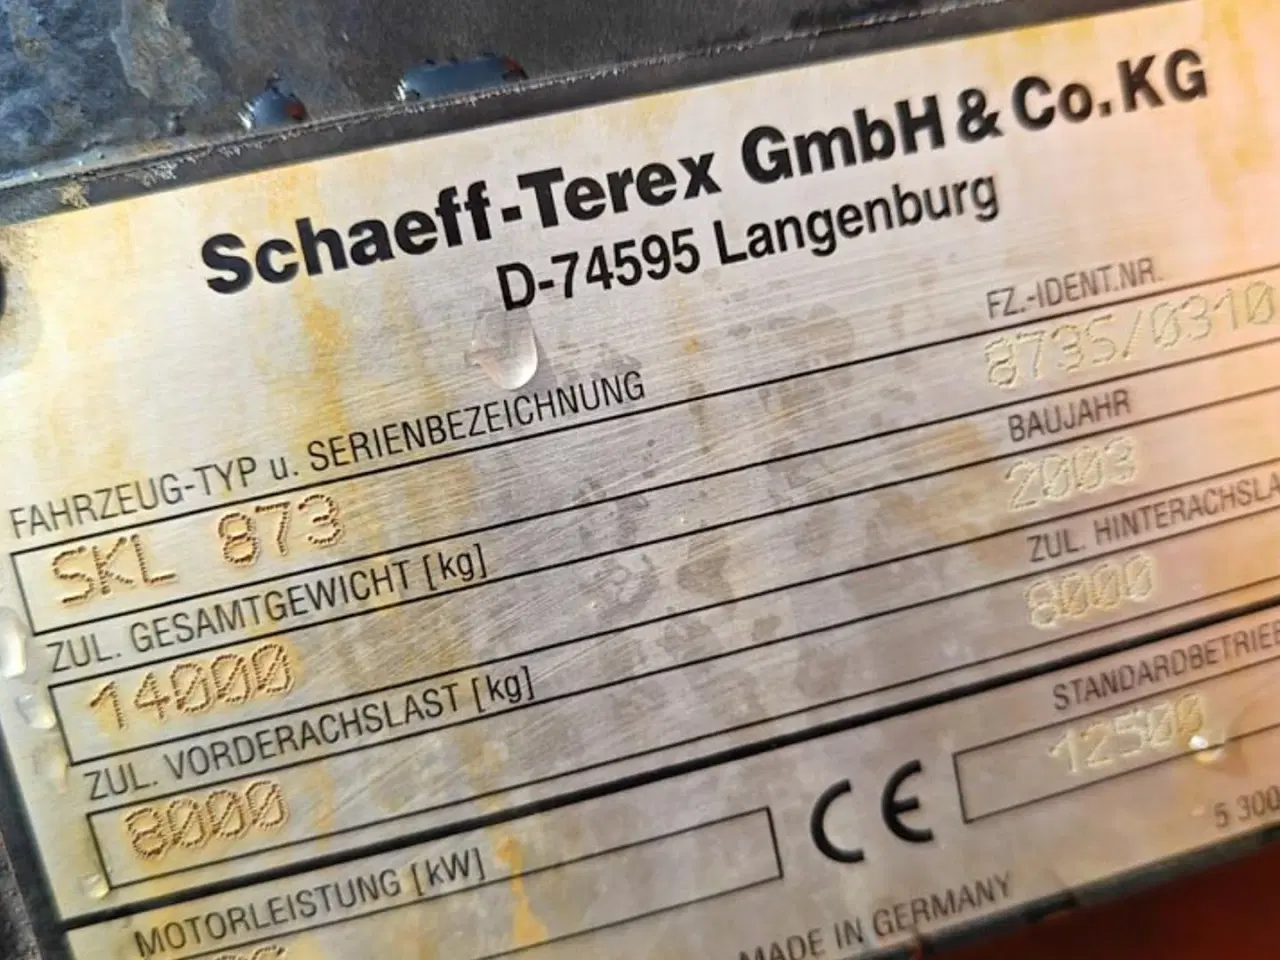 Schaeff-Terex GmbH & Co. KG
D-74595 Langenburg
FAHRZEUG-TYP u. SERIENBEZEICHNUNG
FZ.-IDENT.NR.
SKL 873
873S/0310
ZUL. GESAMTGEWICHT [kg]
BAUJAHR
14000
2003
ZUL. VORDERACHSLAST [kg]
ZUL. HINTERACHSLA
8000
8000
MOTORLEISTUNG [kW]
CE
STANDARDBETRIEB
12500
MADE IN GERMANY
5 300